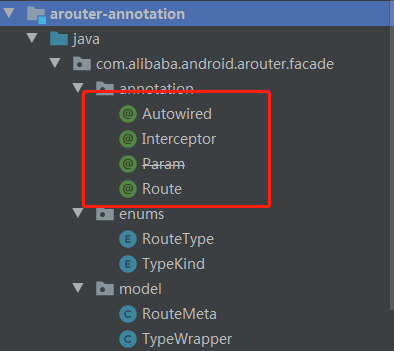 arouter-annotation
java
com.alibaba.android.arouter.facade
annotation
Autowired
Interceptor
Param
Route
enums
RouteType
TypeKind
model
RouteMeta
TypeWrapper